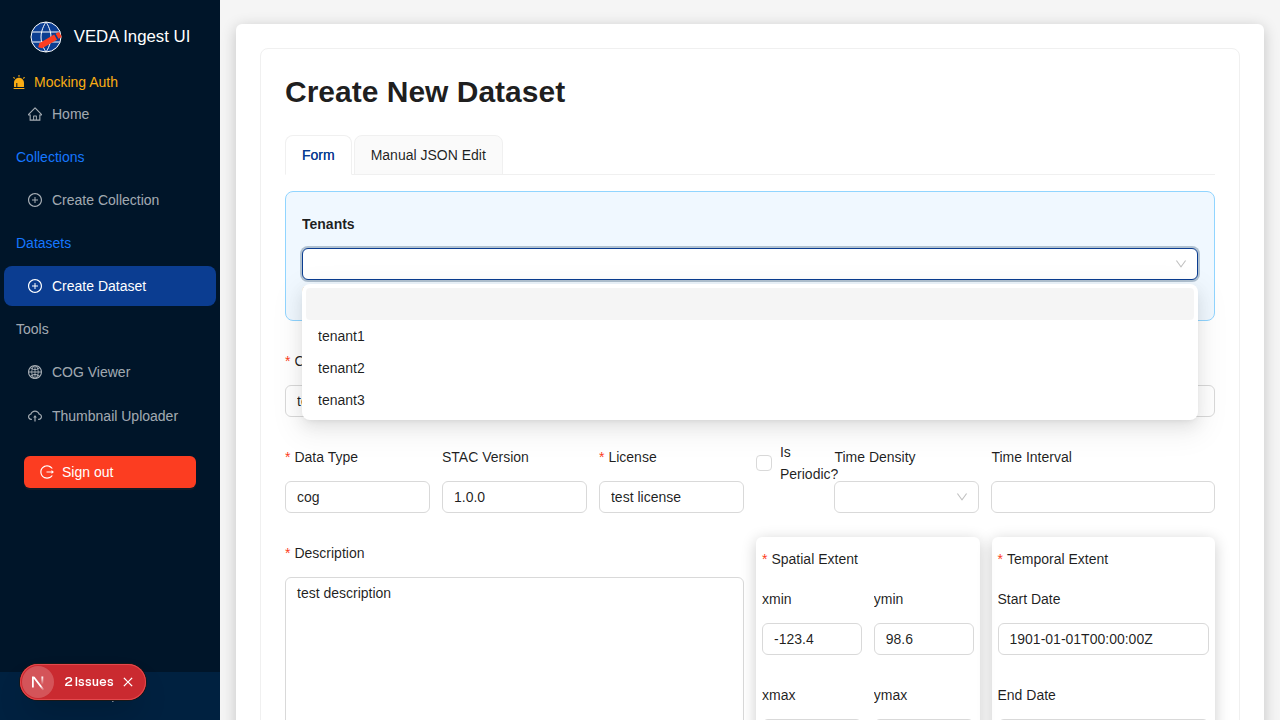 VEDA Ingest UI
Mocking Auth
Home
Collections
Create Collection
Datasets
Create Dataset
Tools
COG Viewer
Thumbnail Uploader
Sign out
2 Issues
Create New Dataset
Form
Manual JSON Edit
Tenants
tenant1
tenant2
tenant3
* Data Type
STAC Version
* License
Is Periodic?
Time Density
Time Interval
cog
1.0.0
test license
* Description
test description
* Spatial Extent
xmin
ymin
-123.4
98.6
xmax
ymax
* Temporal Extent
Start Date
1901-01-01T00:00:00Z
End Date